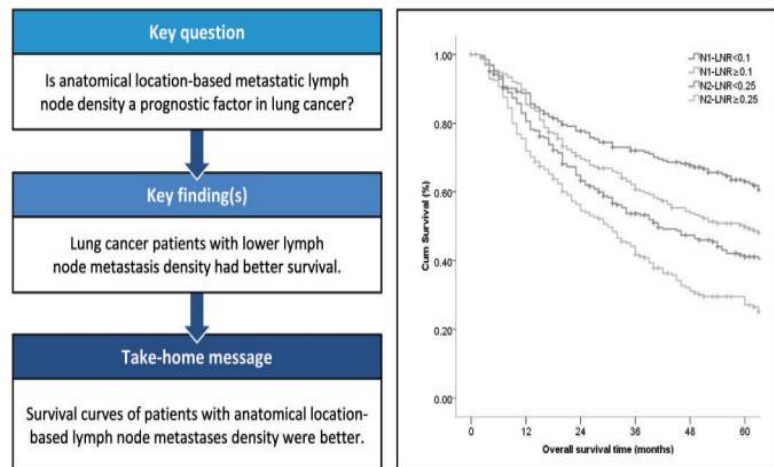 Key question
Is anatomical location-based metastatic lymph
node density a prognostic factor in lung cancer?
Key finding(s)
Lung cancer patients with lower lymph
node metastasis density had better survival.
Take-home message
Survival curves of patients with anatomical location-
based lymph node metastases density were better.
N1-LNR<0.1
N1-LNR≥0.1
N2-LNR<0.25
N2-LNR≥0.25
Cum Survival (%)
1.00
0.80
0.60
0.40
0.20
0.00
0 12 24 36 48 60
Overall survival time (months)